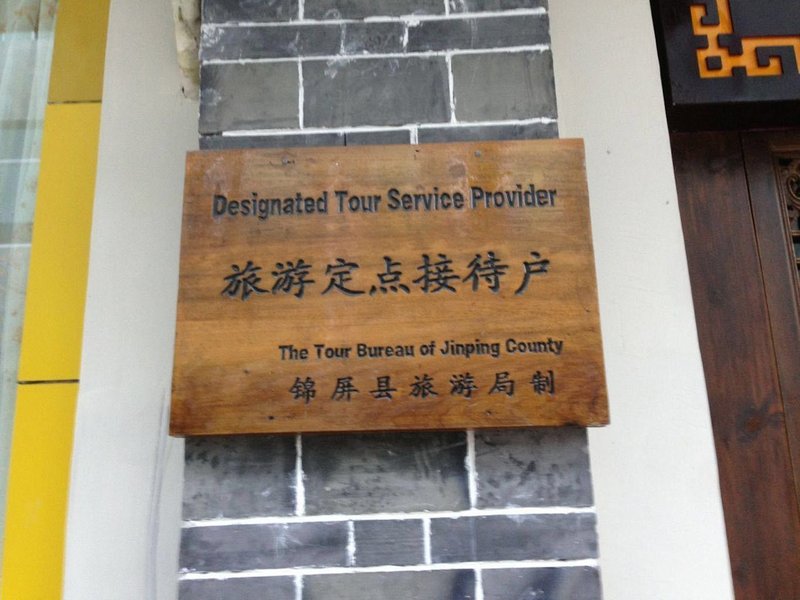 Designated Tour Service Provider
旅游定点接待户
The Tour Bureau of Jinping County
锦屏县旅游局制